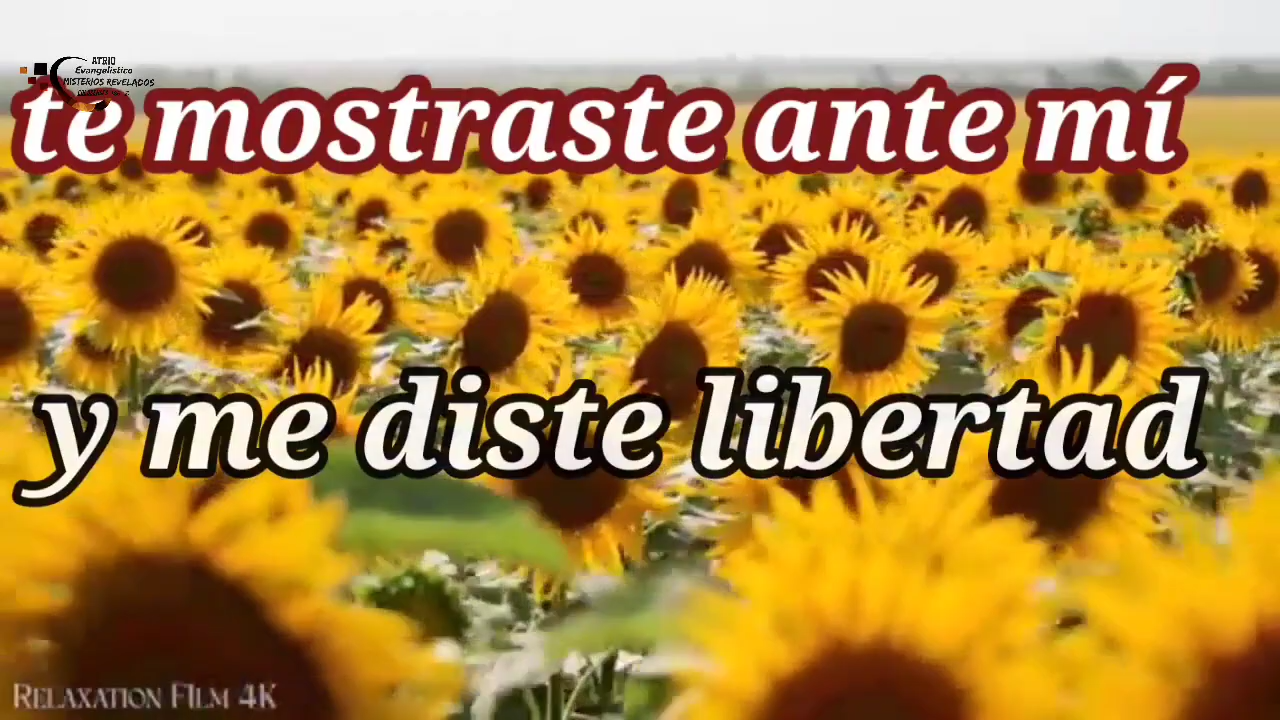 ATRIO
Evangelístico
MISTERIOS REVELADOS
te mostraste ante mí
y me diste libertad
RELAXATION FILM 4K